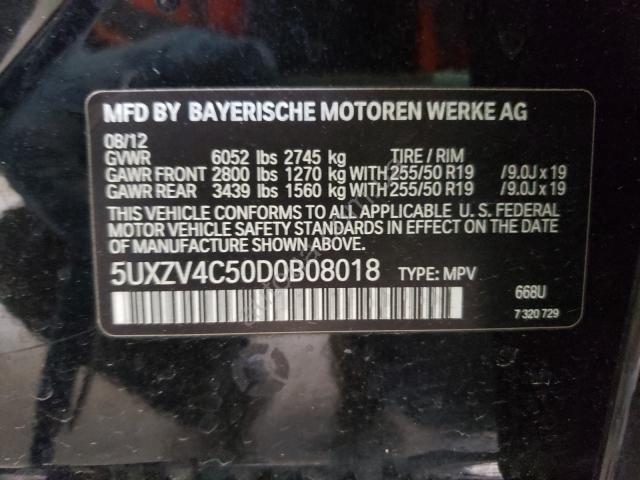 MFD BY BAYERISCHE MOTOREN WERKE AG
08/12
GVWR 6052 lbs 2745 kg TIRE / RIM
GAWR FRONT 2800 lbs 1270 kg WITH 255/50 R19 /9.0J x 19
GAWR REAR 3439 lbs 1560 kg WITH 255/50 R19 /9.0J x 19
THIS VEHICLE CONFORMS TO ALL APPLICABLE U. S. FEDERAL
MOTOR VEHICLE SAFETY STANDARDS
IN EFFECT ON THE DATE OF MANUFACTURE SHOWN ABOVE.
5UXZV4C50D0B08018 TYPE: MPV
668U
7 320 729